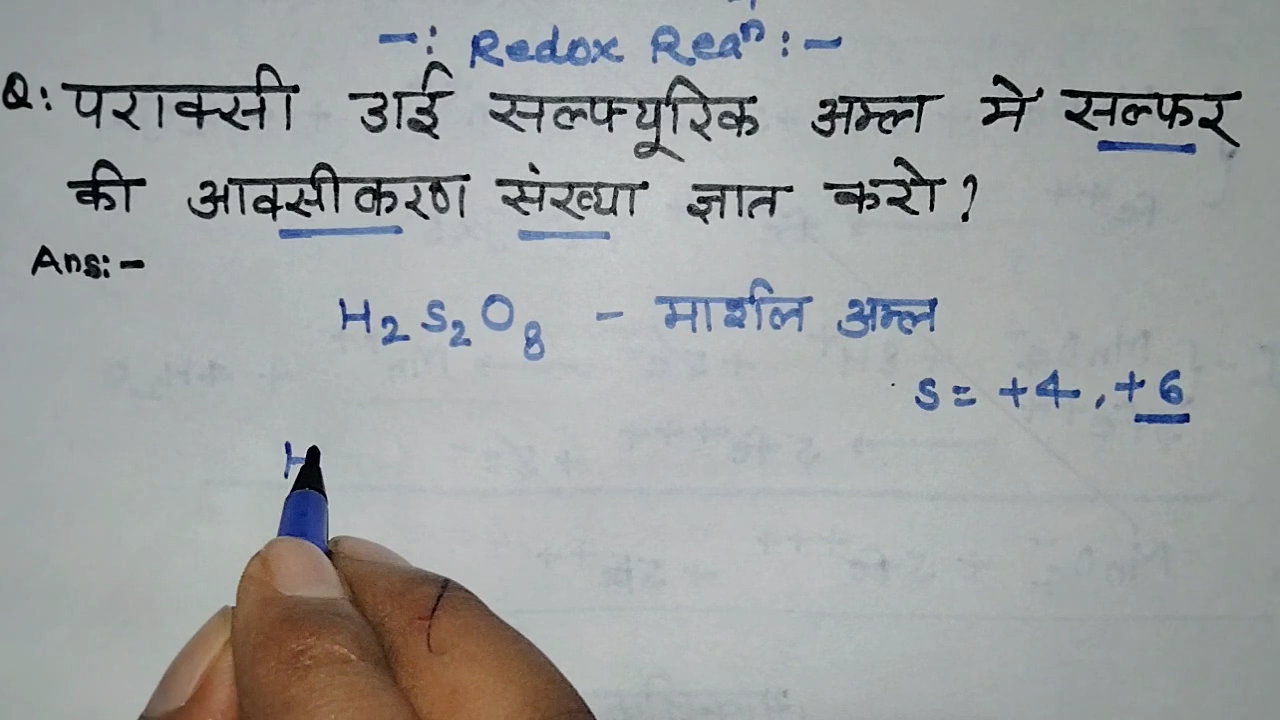 -: Redox Reaⁿ :-
Q: पराक्सी डाई सल्फ्यूरिक अम्ल में सल्फर
की आक्सीकरण संख्या ज्ञात करो?
Ans:-
H₂S₂O₈ - मार्शल अम्ल
S = +4, +6
H